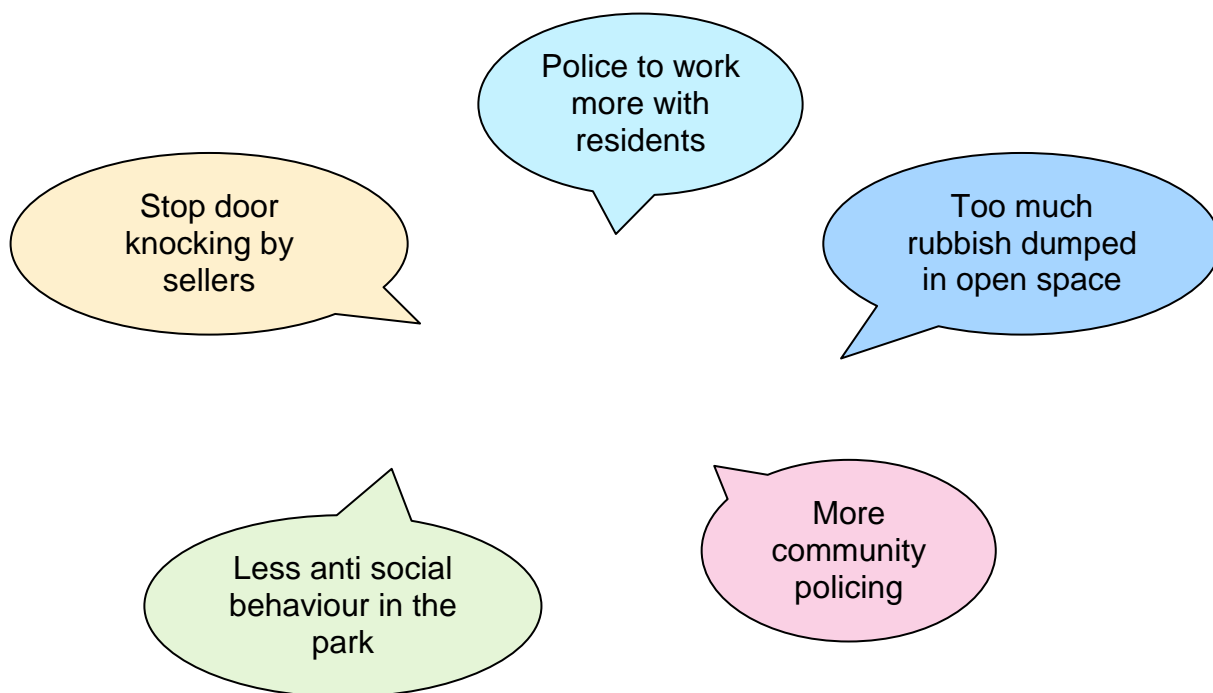 Police to work
more with
residents
Stop door
knocking by
sellers
Too much
rubbish dumped
in open space
Less anti social
behaviour in the
park
More
community
policing